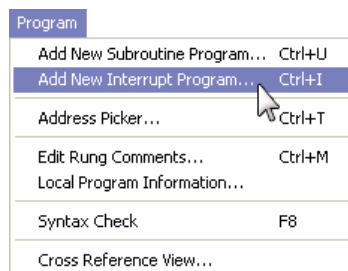 Program
Add New Subroutine Program... Ctrl+U
Add New Interrupt Program... Ctrl+I
Address Picker... Ctrl+T
Edit Rung Comments... Ctrl+M
Local Program Information...
Syntax Check F8
Cross Reference View...